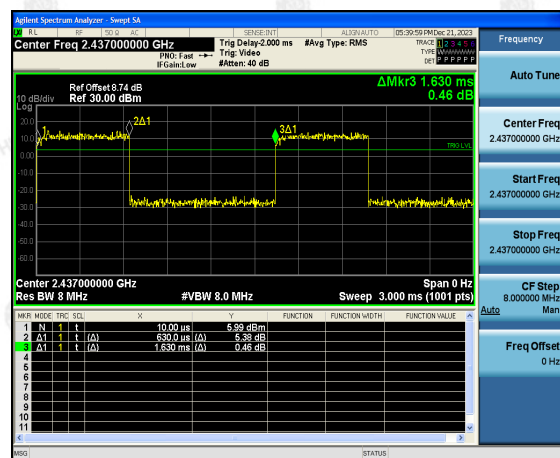 Agilent Spectrum Analyzer - Swept SA
RL RF 50 Ω AC SENSE:INT ALIGN AUTO 05:39:59 PM Dec 21, 2023
Center Freq 2.437000000 GHz
PNO: Fast
IFGain:Low
Trig Delay-2.000 ms
Trig: Video
#Atten: 40 dB
#Avg Type: RMS
TRACE 1 2 3 4 5 6
TYPE
DET P P P P P P
Ref Offset 8.74 dB
10 dB/div Ref 30.00 dBm
ΔMkr3 1.630 ms
0.46 dB
Log
20.0
10.0
0.00
-10.0
-20.0
-30.0
-40.0
-50.0
-60.0
1
2Δ1
3Δ1
TRIG LVL
Center 2.437000000 GHz Span 0 Hz
Res BW 8 MHz #VBW 8.0 MHz Sweep 3.000 ms (1001 pts)
MKR MODE TRC SCL X Y FUNCTION FUNCTION WIDTH FUNCTION VALUE
1 N 1 t 10.00 µs 5.99 dBm
2 Δ1 1 t (Δ) 630.0 µs (Δ) 5.38 dB
3 Δ1 1 t (Δ) 1.630 ms (Δ) 0.46 dB
4
5
6
7
8
9
10
11
MSG STATUS
Frequency
Auto Tune
Center Freq
2.437000000 GHz
Start Freq
2.437000000 GHz
Stop Freq
2.437000000 GHz
CF Step
8.000000 MHz
Auto Man
Freq Offset
0 Hz